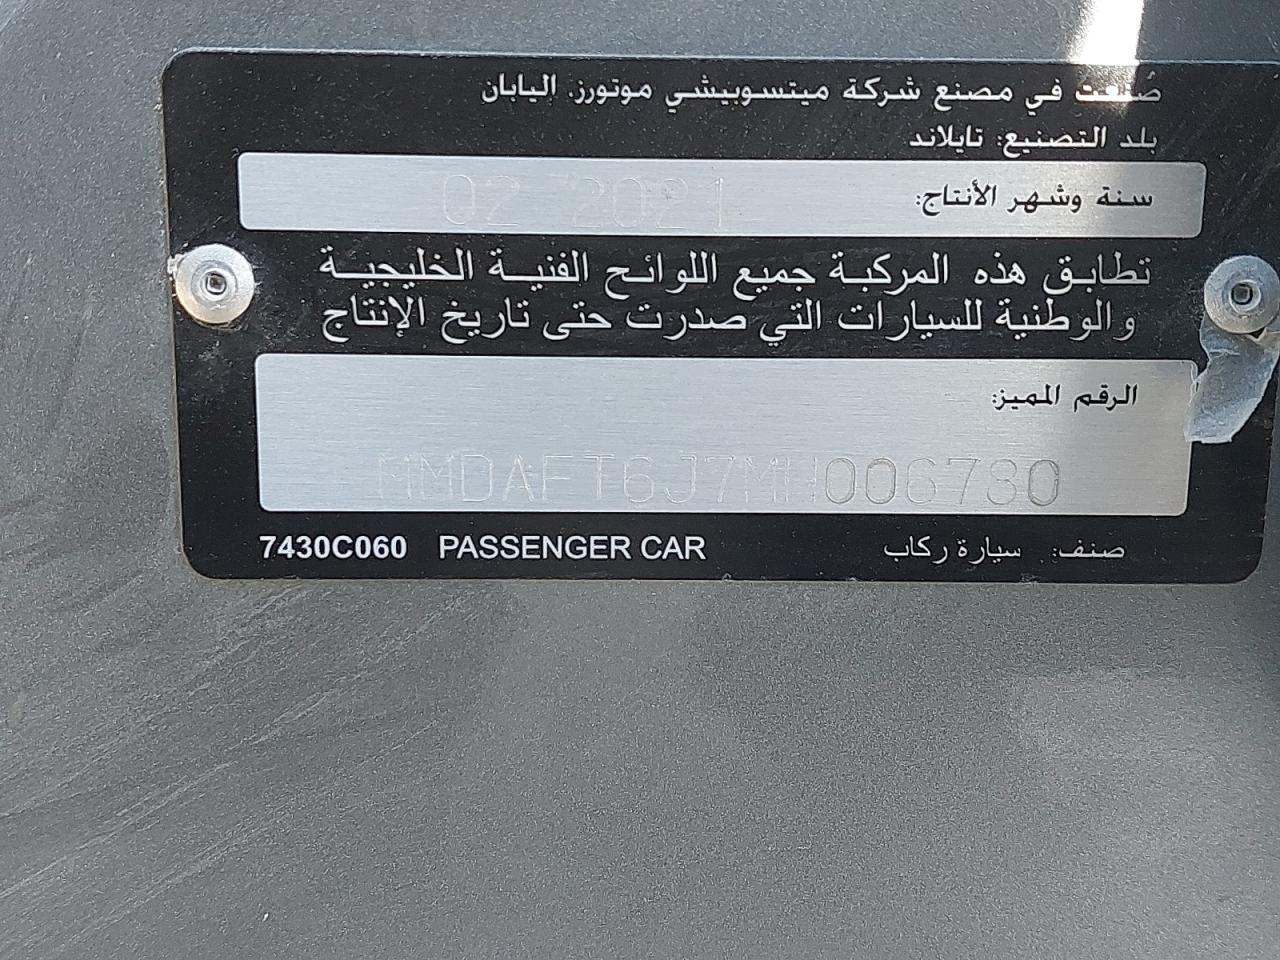 صُنعت في مصنع شركة ميتسوبيشي موتورز. اليابان
بلد التصنيع: تايلاند
سنة وشهر الأنتاج: 02 2021
تطابق هذه المركبة جميع اللوائح الفنية الخليجية
والوطنية للسيارات التي صدرت حتى تاريخ الإنتاج
الرقم المميز:
MMDAFT6J7MH006780
صنف: سيارة ركاب PASSENGER CAR 7430C060